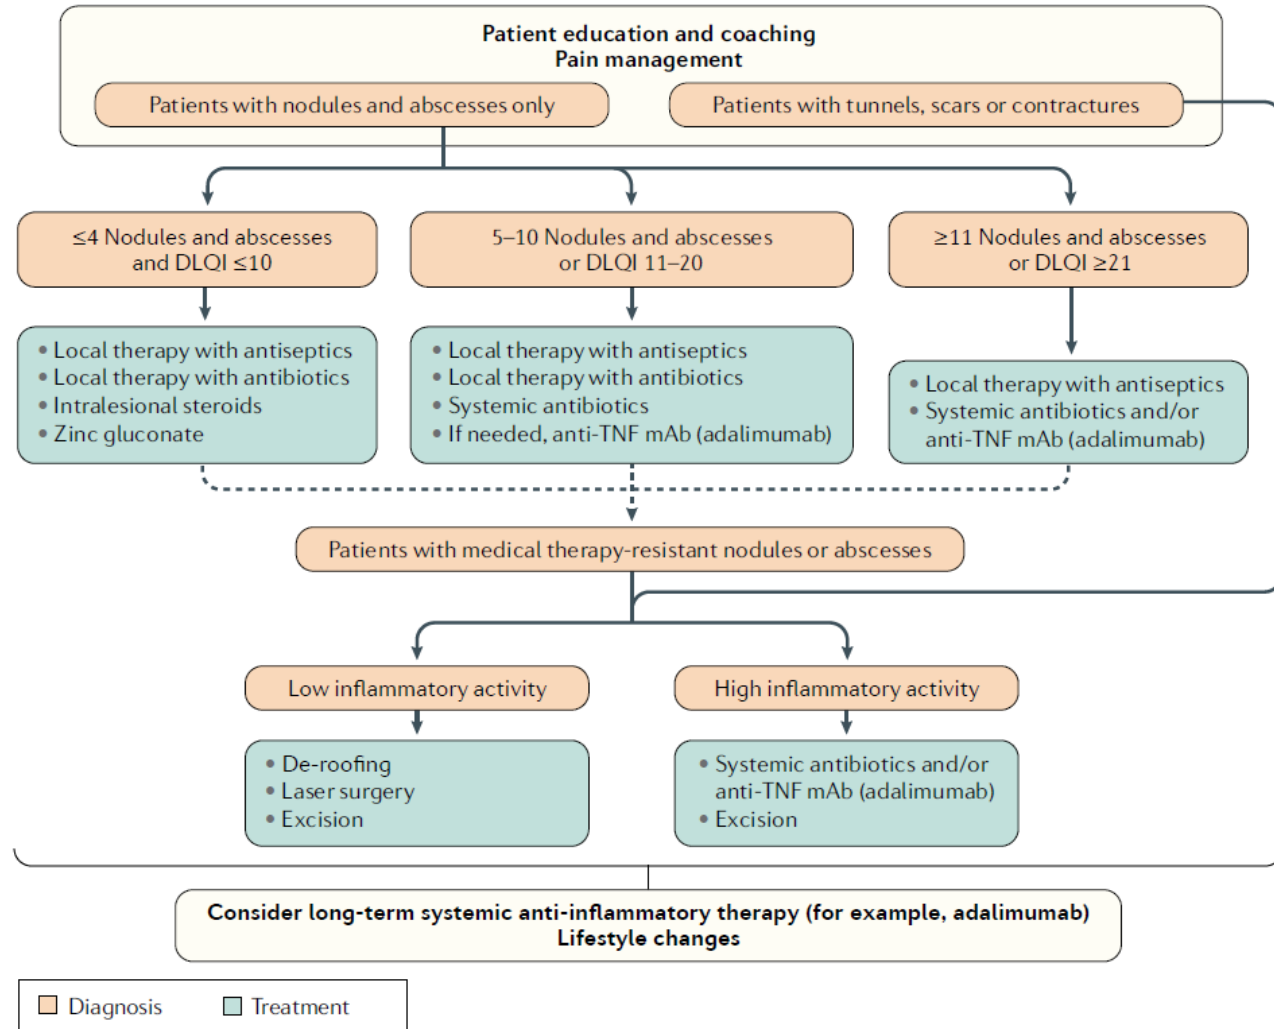 Patient education and coaching
Pain management
Patients with nodules and abscesses only
Patients with tunnels, scars or contractures
≤4 Nodules and abscesses
and DLQI ≤10
5–10 Nodules and abscesses
or DLQI 11–20
≥11 Nodules and abscesses
or DLQI ≥21
• Local therapy with antiseptics
• Local therapy with antibiotics
• Intralesional steroids
• Zinc gluconate
• Local therapy with antiseptics
• Local therapy with antibiotics
• Systemic antibiotics
• If needed, anti-TNF mAb (adalimumab)
• Local therapy with antiseptics
• Systemic antibiotics and/or
anti-TNF mAb (adalimumab)
Patients with medical therapy-resistant nodules or abscesses
Low inflammatory activity
High inflammatory activity
• De-roofing
• Laser surgery
• Excision
• Systemic antibiotics and/or
anti-TNF mAb (adalimumab)
• Excision
Consider long-term systemic anti-inflammatory therapy (for example, adalimumab)
Lifestyle changes
Diagnosis
Treatment